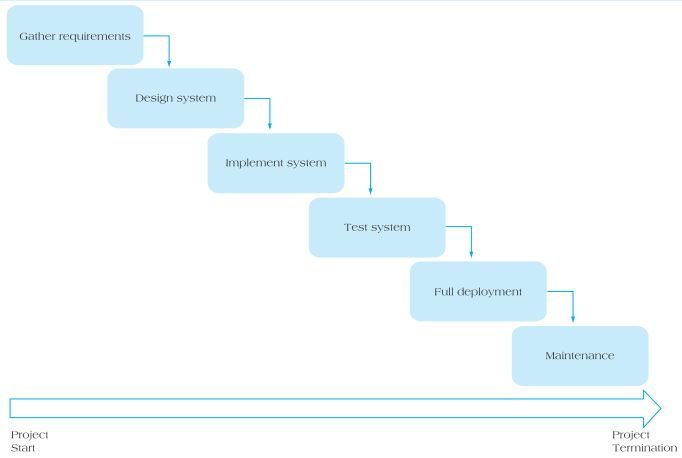 Gather requirements
Design system
Implement system
Test system
Full deployment
Maintenance
Project
Start
Project
Termination